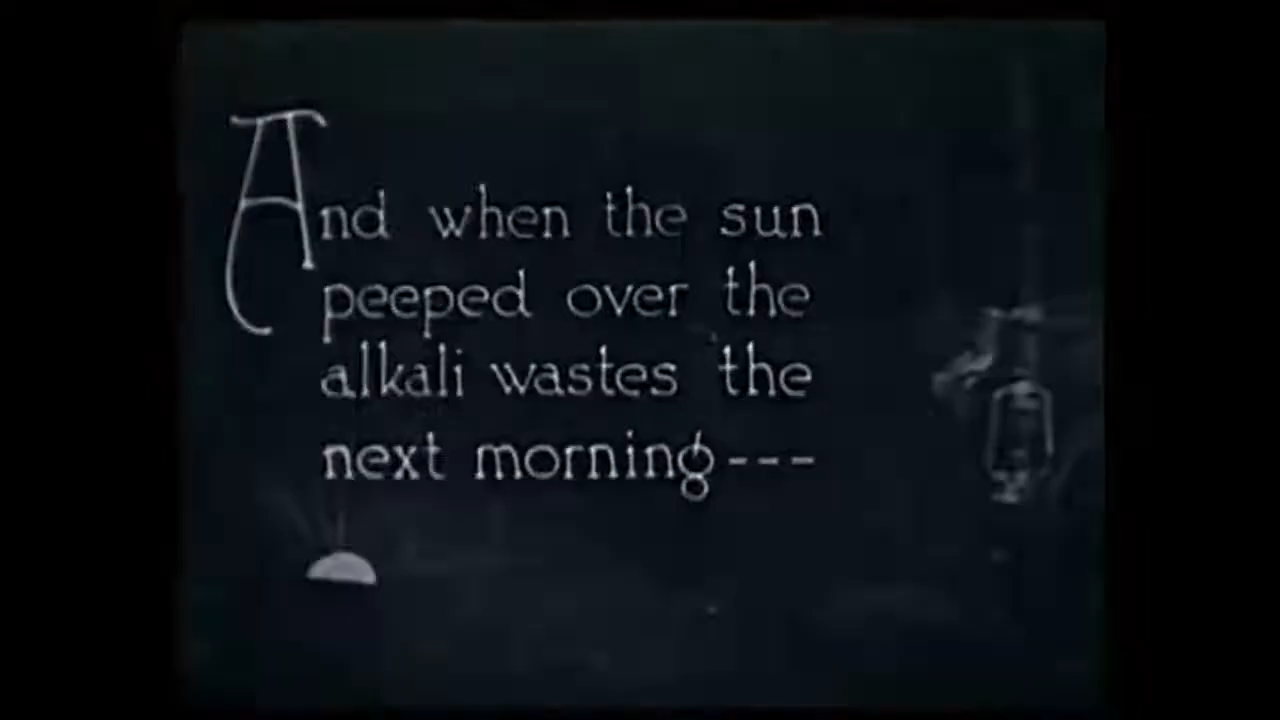 And when the sun
peeped over the
alkali wastes the
next morning---